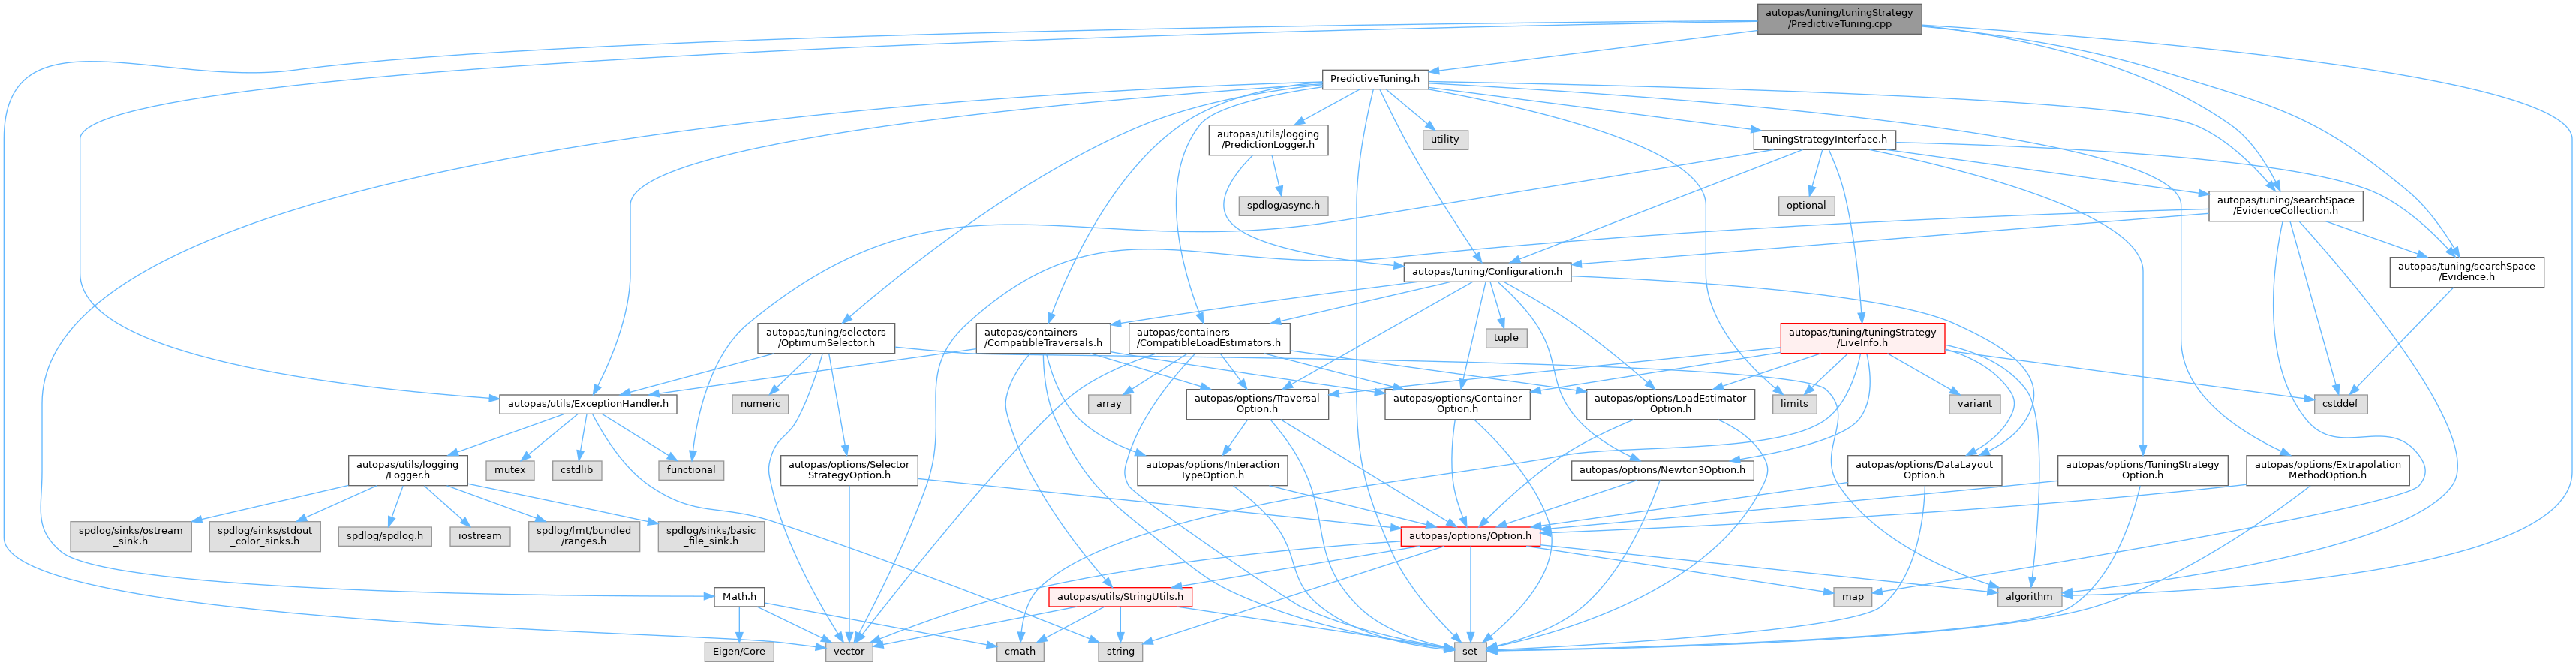 autopas/tuning/tuningStrategy
/PredictiveTuning.cpp
PredictiveTuning.h
autopas/utils/logging
/PredictionLogger.h
utility
TuningStrategyInterface.h
spdlog/async.h
optional
autopas/tuning/searchSpace
/EvidenceCollection.h
autopas/tuning/Configuration.h
autopas/tuning/searchSpace
/Evidence.h
autopas/tuning/selectors
/OptimumSelector.h
autopas/containers
/CompatibleTraversals.h
autopas/containers
/CompatibleLoadEstimators.h
tuple
autopas/tuning/tuningStrategy
/LiveInfo.h
autopas/utils/ExceptionHandler.h
numeric
array
autopas/options/Traversal
Option.h
autopas/options/Container
Option.h
autopas/options/LoadEstimator
Option.h
limits
variant
cstddef
autopas/utils/logging
/Logger.h
mutex
cstdlib
functional
autopas/options/Selector
StrategyOption.h
autopas/options/Interaction
TypeOption.h
autopas/options/Newton3Option.h
autopas/options/DataLayout
Option.h
autopas/options/TuningStrategy
Option.h
autopas/options/Extrapolation
MethodOption.h
spdlog/sinks/ostream
_sink.h
spdlog/sinks/stdout
_color_sinks.h
spdlog/spdlog.h
iostream
spdlog/fmt/bundled
/ranges.h
spdlog/sinks/basic
_file_sink.h
autopas/options/Option.h
Math.h
autopas/utils/StringUtils.h
map
algorithm
Eigen/Core
vector
cmath
string
set